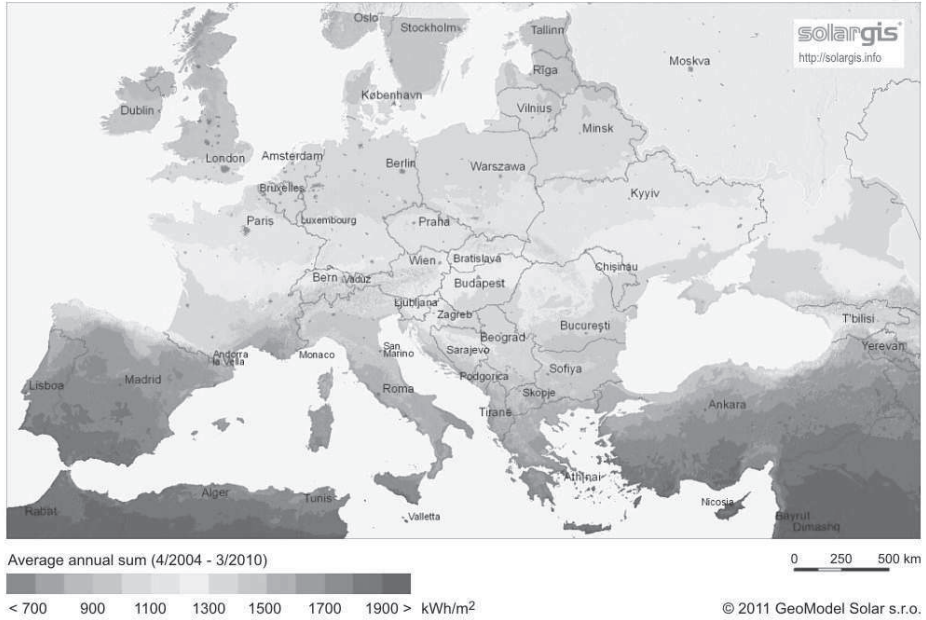 Oslo
Stockholm
Tallinn
solargis
http://solargis.info
Moskva
Rīga
København
Dublin
Vilnius
Minsk
London
Amsterdam
Berlin
Warszawa
Bruxelles
Kyyiv
Paris
Luxembourg
Praha
Wien
Bratislava
Chişinău
Bern
Vaduz
Budapest
Ljubljana
Zagreb
Bucureşti
T'bilisi
Beograd
Yerevan
San
Marino
Sarajevo
Andorra
la Vella
Monaco
Sofiya
Podgorica
Lisboa
Madrid
Roma
Skopje
Ankara
Tiranë
Athínai
Alger
Tunis
Nicosia
Rabat
Valletta
Bayrut
Dimashq
Average annual sum (4/2004 - 3/2010)
0 250 500 km
< 700 900 1100 1300 1500 1700 1900 > kWh/m2
© 2011 GeoModel Solar s.r.o.